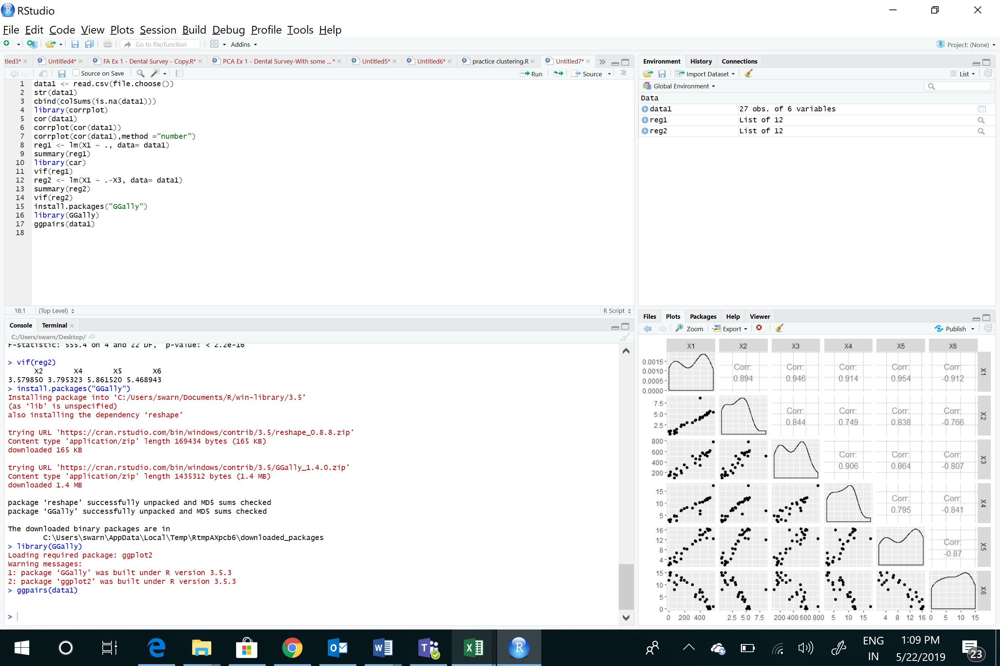 RStudio
File Edit Code View Plots Session Build Debug Profile Tools Help
Go to file/function Addins Project: (None)
tled3* Untitled4* FA Ex 1 - Dental Survey - Copy.R* PCA Ex 1 - Dental Survey-With some ... * Untitled5* Untitled6* practice clustering.R Untitled7*
Source on Save Run Source
1 data1 <- read.csv(file.choose())
2 str(data1)
3 cbind(colSums(is.na(data1)))
4 library(corrplot)
5 cor(data1)
6 corrplot(cor(data1))
7 corrplot(cor(data1),method ="number")
8 reg1 <- lm(X1 ~ ., data= data1)
9 summary(reg1)
10 library(car)
11 vif(reg1)
12 reg2 <- lm(X1 ~ .-X3, data= data1)
13 summary(reg2)
14 vif(reg2)
15 install.packages("GGally")
16 library(GGally)
17 ggpairs(data1)
18
18:1 (Top Level) R Script
Console Terminal
C:/Users/swarn/Desktop/
F-statistic: 555.4 on 4 and 22 DF,  p-value: < 2.2e-16
> vif(reg2)
X2 X4 X5 X6
3.579850 3.795323 5.861520 5.468943
> install.packages("GGally")
Installing package into ‘C:/Users/swarn/Documents/R/win-library/3.5’
(as ‘lib’ is unspecified)
also installing the dependency ‘reshape’
trying URL 'https://cran.rstudio.com/bin/windows/contrib/3.5/reshape_0.8.8.zip'
Content type 'application/zip' length 169434 bytes (165 KB)
downloaded 165 KB
trying URL 'https://cran.rstudio.com/bin/windows/contrib/3.5/GGally_1.4.0.zip'
Content type 'application/zip' length 1435312 bytes (1.4 MB)
downloaded 1.4 MB
package ‘reshape’ successfully unpacked and MD5 sums checked
package ‘GGally’ successfully unpacked and MD5 sums checked
The downloaded binary packages are in
C:\Users\swarn\AppData\Local\Temp\RtmpAXpcb6\downloaded_packages
> library(GGally)
Loading required package: ggplot2
Warning messages:
1: package ‘GGally’ was built under R version 3.5.3
2: package ‘ggplot2’ was built under R version 3.5.3
> ggpairs(data1)
>
Environment History Connections
Import Dataset List
Global Environment
Data
data1 27 obs. of 6 variables
reg1 List of 12
reg2 List of 12
Files Plots Packages Help Viewer
Zoom Export Publish
X1 X2 X3 X4 X5 X6
0.0015
0.0010
0.0005
0.0000
Corr: Corr: Corr: Corr: Corr:
0.894 0.946 0.914 0.954 -0.912
X1
7.5
5.0
2.5
Corr: Corr: Corr: Corr:
0.844 0.749 0.838 -0.766
X2
800
600
400
200
Corr: Corr: Corr:
0.906 0.864 -0.807
X3
15
10
5
Corr: Corr:
0.795 -0.841
X4
16
12
8
4
Corr:
-0.87
X5
15
10
5
0
X6
0 200 400 2.5 5.0 7.5 200 400 600 800 5 10 15 4 8 12 16 0 5 10 15
ENG
IN
1:09 PM
5/22/2019
23